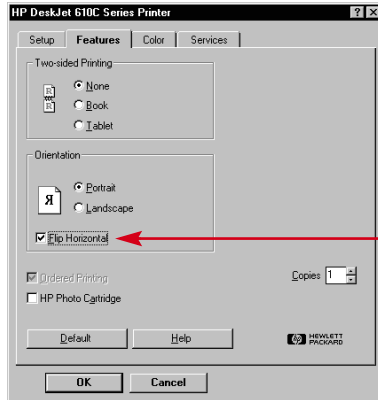 HP DeskJet 610C Series Printer
Setup Features Color Services
Two-sided Printing
None
Book
Tablet
Orientation
Portrait
Landscape
Flip Horizontal
Ordered Printing
Copies 1
HP Photo Cartridge
Default Help
HEWLETT
PACKARD
OK Cancel